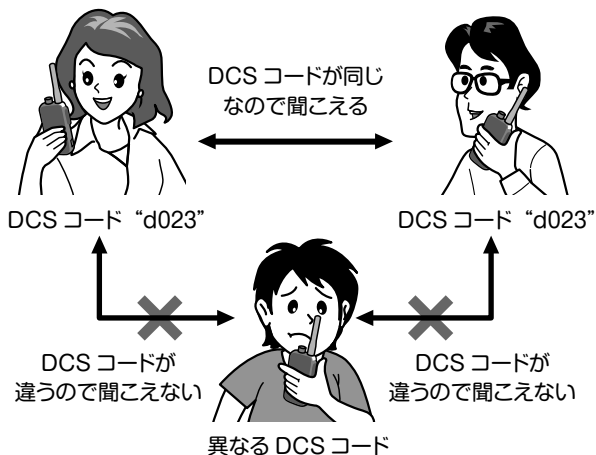 DCS コードが同じ
なので聞こえる
DCS コード “d023”
DCS コード “d023”
DCS コードが
違うので聞こえない
DCS コードが
違うので聞こえない
異なる DCS コード